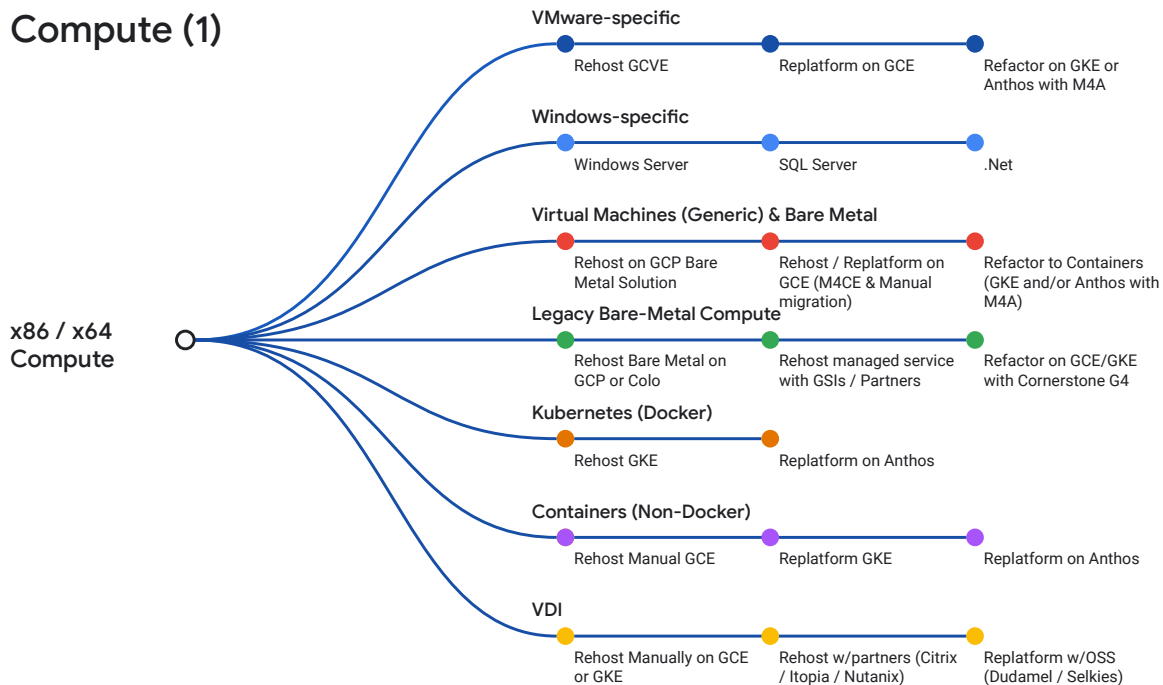 Compute (1)
x86 / x64
Compute
VMware-specific
Rehost GCVE
Replatform on GCE
Refactor on GKE or
Anthos with M4A
Windows-specific
Windows Server
SQL Server
.Net
Virtual Machines (Generic) & Bare Metal
Rehost on GCP Bare
Metal Solution
Rehost / Replatform on
GCE (M4CE & Manual
migration)
Refactor to Containers
(GKE and/or Anthos with
M4A)
Legacy Bare-Metal Compute
Rehost Bare Metal on
GCP or Colo
Rehost managed service
with GSIs / Partners
Refactor on GCE/GKE
with Cornerstone G4
Kubernetes (Docker)
Rehost GKE
Replatform on Anthos
Containers (Non-Docker)
Rehost Manual GCE
Replatform GKE
Replatform on Anthos
VDI
Rehost Manually on GCE
or GKE
Rehost w/partners (Citrix
/ Itopia / Nutanix)
Replatform w/OSS
(Dudamel / Selkies)